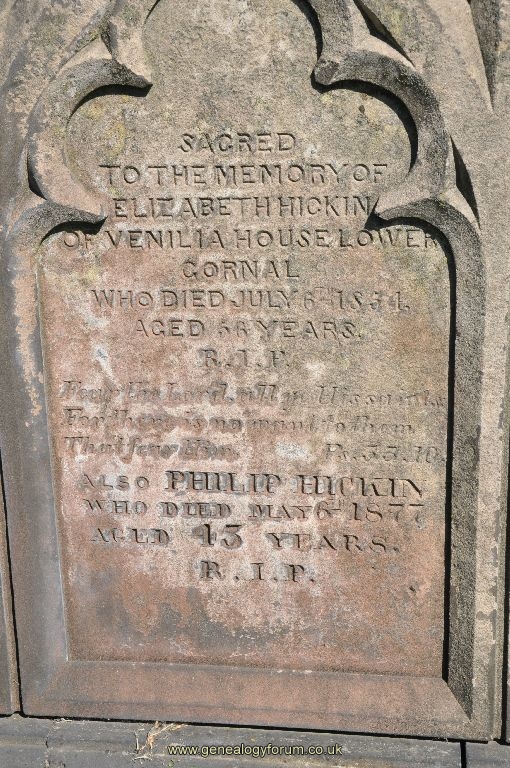 SACRED
TO THE MEMORY OF
ELIZABETH HICKIN
OF VENILIA HOUSE LOWER
GORNAL
WHO DIED JULY 6TH 1854,
AGED 56 YEARS.
R.I.P.
Fear the Lord, all ye His saints
For there is no want to them
That fear Him. Ps.
ALSO PHILIP HICKIN
WHO DIED MAY 6TH 1877
AGED 43 YEARS.
R.I.P.
www.genealogyforum.co.uk